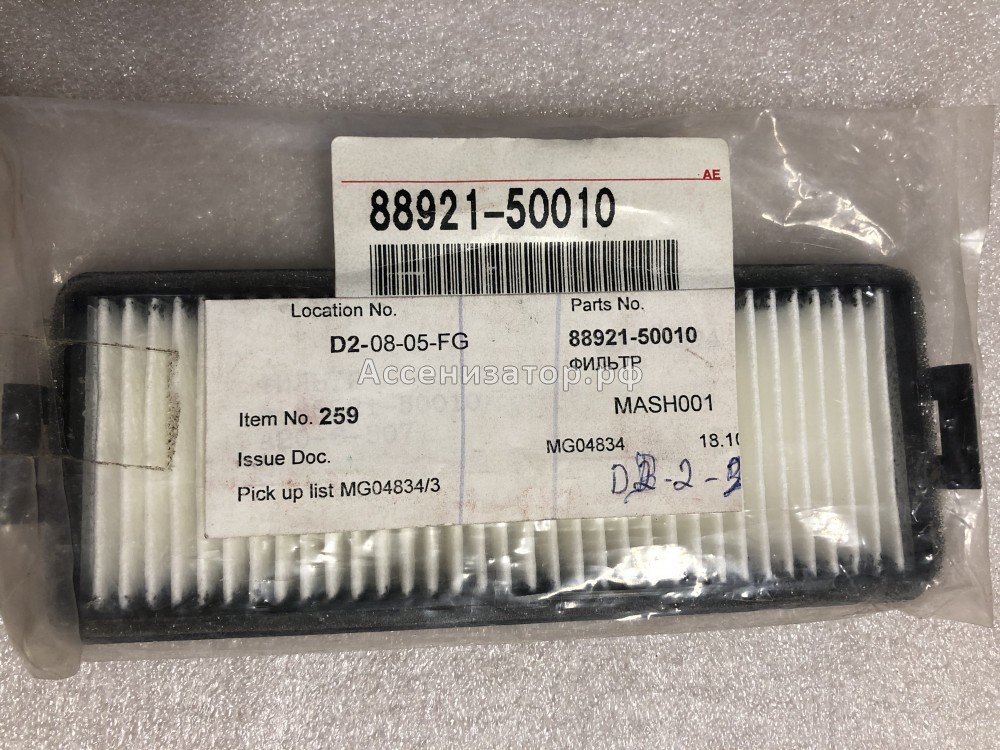 AE
88921-50010
Location No.
Parts No.
D2-08-05-FG
88921-50010
ФИЛЬТР
Ассенизатор.рф
Item No. 259
MASH001
Issue Doc.
MG04834
18.10
Pick up list MG04834/3